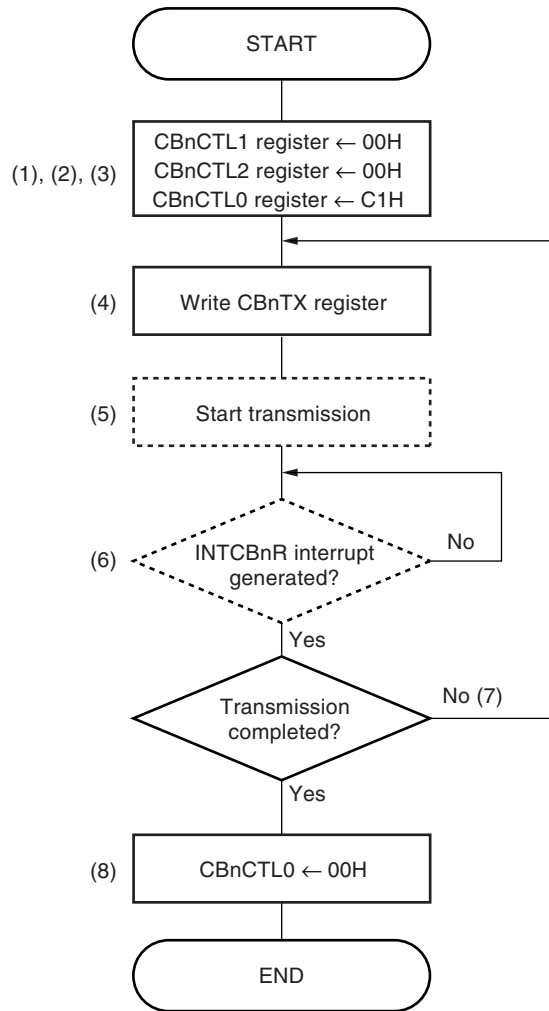 START
(1), (2), (3)
CBnCTL1 register ← 00H
CBnCTL2 register ← 00H
CBnCTL0 register ← C1H
(4)
Write CBnTX register
(5)
Start transmission
(6)
INTCBnR interrupt
generated?
No
Yes
Transmission
completed?
No (7)
Yes
(8)
CBnCTL0 ← 00H
END